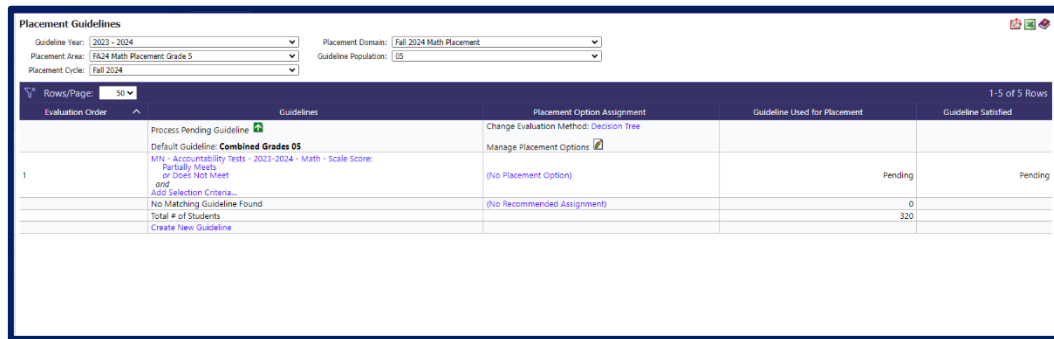 Placement Guidelines
Guideline Year: 2023 - 2024 Placement Domain: Fall 2024 Math Placement
Placement Area: FA24 Math Placement Grade 5 Guideline Population: 05
Placement Cycle: Fall 2024
Rows/Page: 50 1-5 of 5 Rows
Evaluation Order Guidelines Placement Option Assignment Guideline Used for Placement Guideline Satisfied
Process Pending Guideline Change Evaluation Method: Decision Tree
Default Guideline: Combined Grades 05 Manage Placement Options
MN - Accountability Tests - 2023-2024 - Math - Scale Score:
Partially Meets
1 or Does Not Meet (No Placement Option) Pending Pending
and
Add Selection Criteria...
No Matching Guideline Found (No Recommended Assignment) 0
Total # of Students 320
Create New Guideline